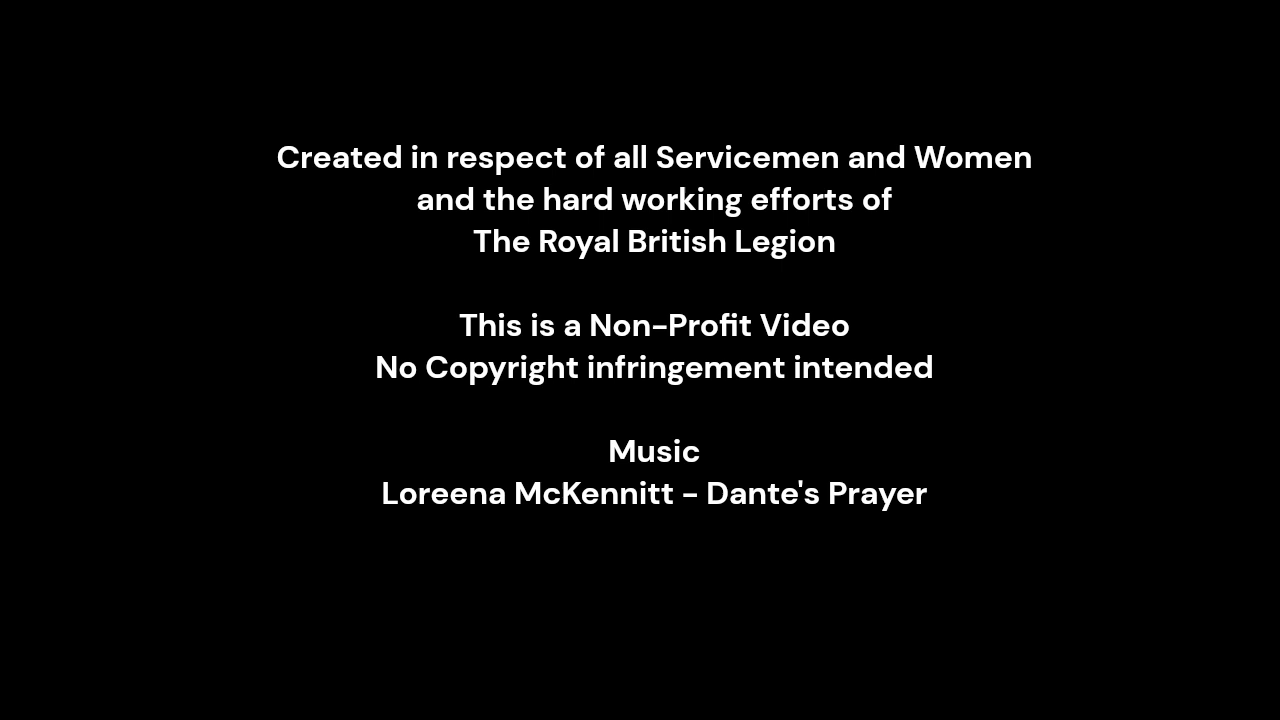 Created in respect of all Servicemen and Women
and the hard working efforts of
The Royal British Legion
This is a Non-Profit Video
No Copyright infringement intended
Music
Loreena McKennitt - Dante's Prayer